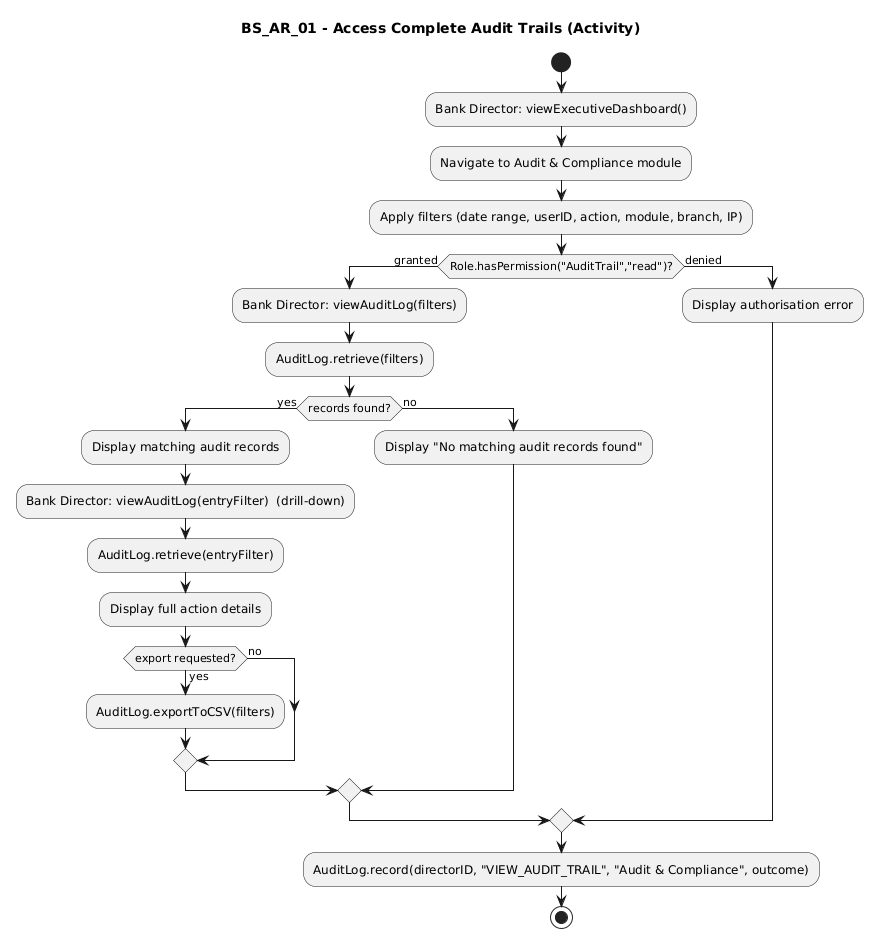 BS_AR_01 - Access Complete Audit Trails (Activity)
Bank Director: viewExecutiveDashboard()
Navigate to Audit & Compliance module
Apply filters (date range, userID, action, module, branch, IP)
granted
Role.hasPermission("AuditTrail","read")?
denied
Bank Director: viewAuditLog(filters)
Display authorisation error
AuditLog.retrieve(filters)
yes
records found?
no
Display matching audit records
Display "No matching audit records found"
Bank Director: viewAuditLog(entryFilter)  (drill-down)
AuditLog.retrieve(entryFilter)
Display full action details
export requested?
no
yes
AuditLog.exportToCSV(filters)
AuditLog.record(directorID, "VIEW_AUDIT_TRAIL", "Audit & Compliance", outcome)